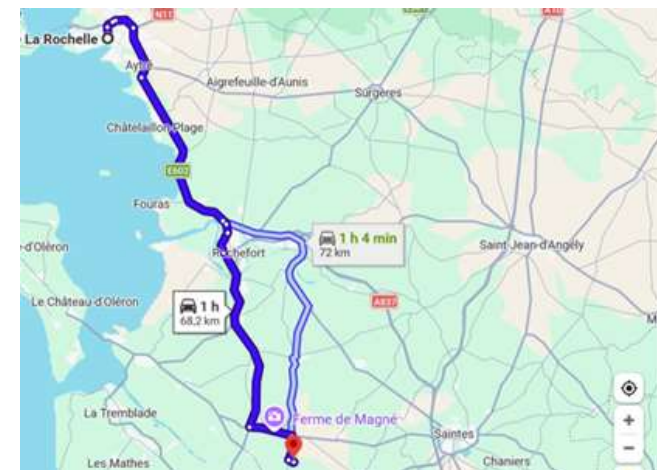 N11
La Rochelle
Aytré
Aigrefeuille-d'Aunis
Surgères
Châtelaillon-Plage
E602
Fouras
1 h 4 min
72 km
Rochefort
Saint-Jean-d'Angély
-d'Oléron
Le Château-d'Oléron
1 h
68,2 km
A837
M
La Tremblade
Ferme de Magné
Saintes
+
Les Mathes
Chaniers
−